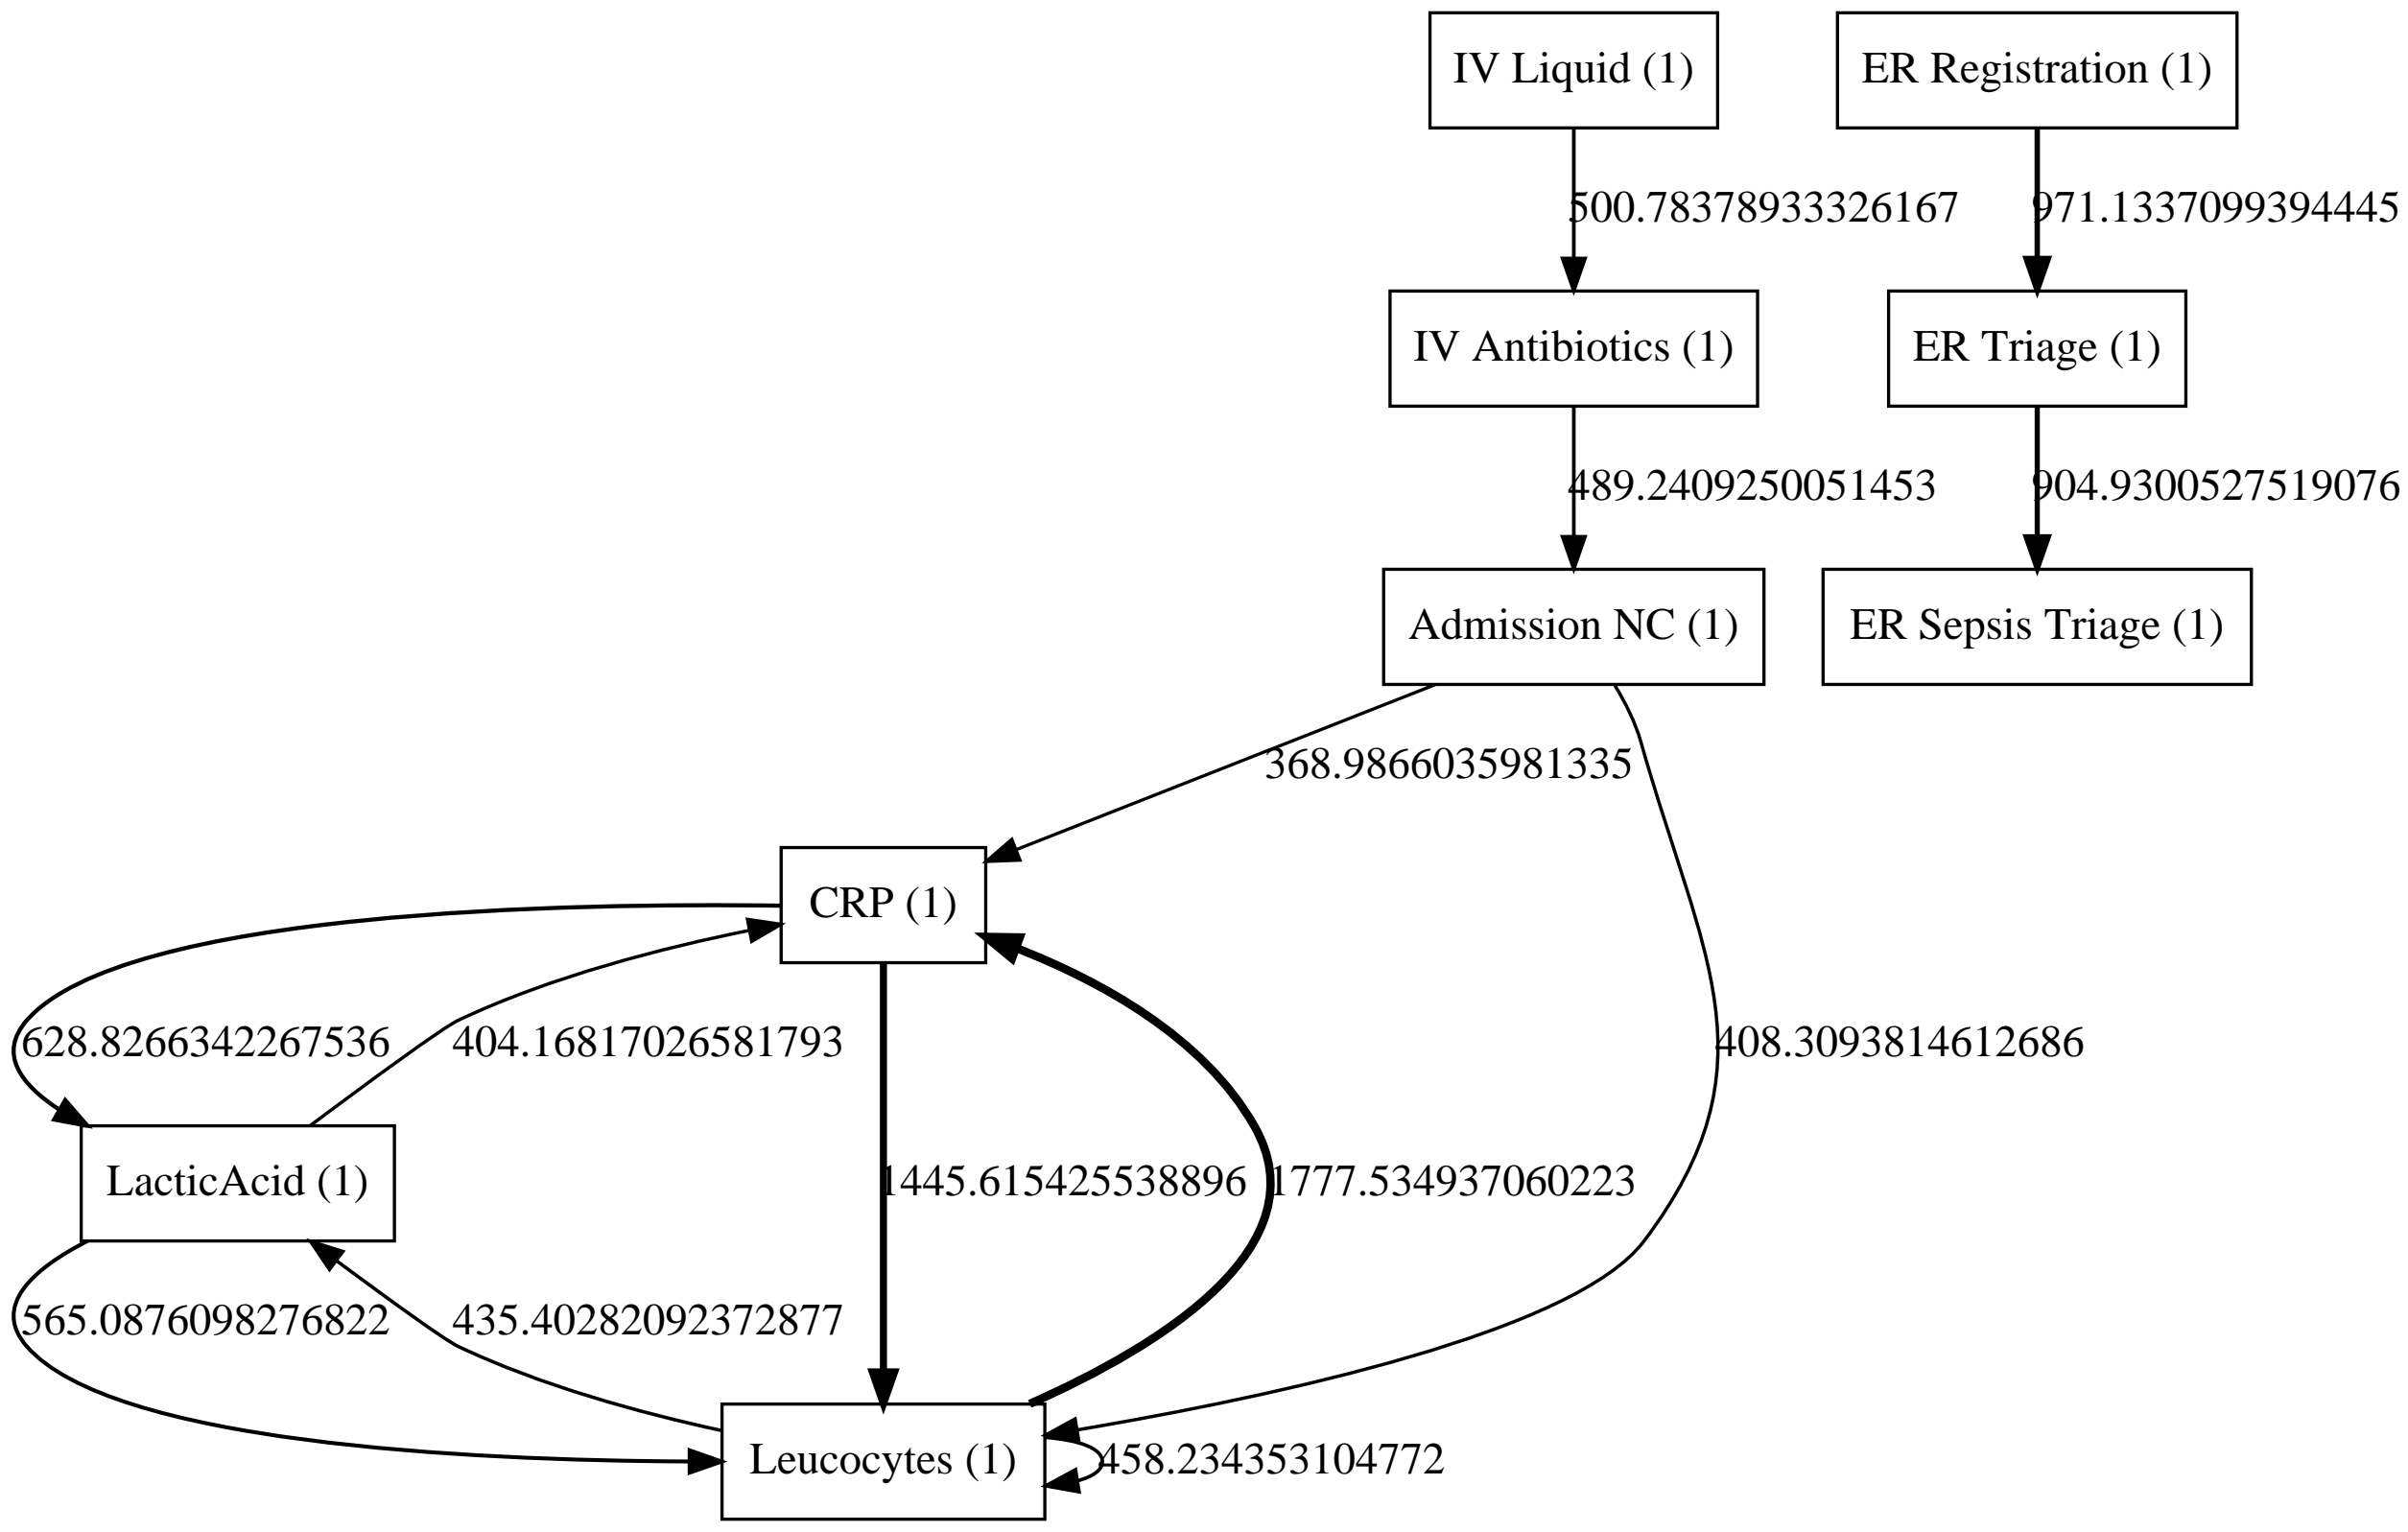 IV Liquid (1)
ER Registration (1)
500.78378933326167
971.1337099394445
IV Antibiotics (1)
ER Triage (1)
489.2409250051453
904.9300527519076
Admission NC (1)
ER Sepsis Triage (1)
368.9866035981335
CRP (1)
628.8266342267536
404.16817026581793
408.3093814612686
LacticAcid (1)
1445.615425538896
1777.534937060223
565.0876098276822
435.40282092372877
Leucocytes (1)
458.234353104772